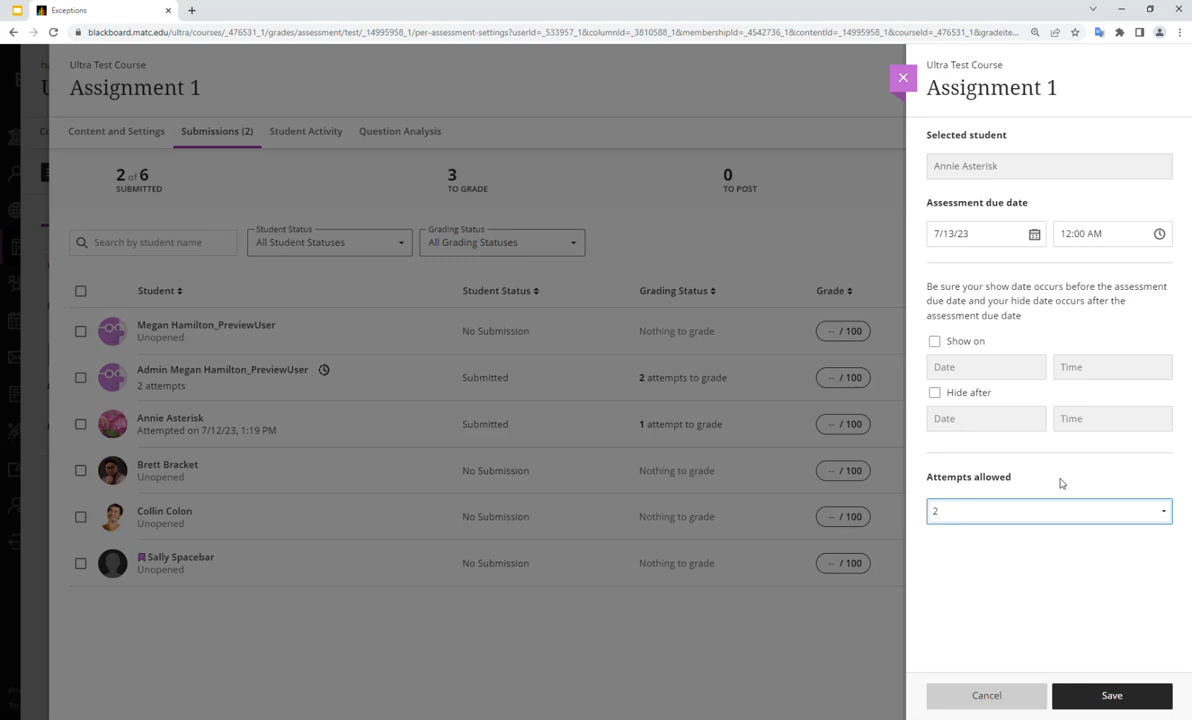 Exceptions
blackboard.matc.edu/ultra/courses/_476531_1/grades/assessment/test/_14995958_1/per-assessment-settings?userId=_533957_1&columnId=_3810588_1&membershipId=_4542736_1&contentId=_14995958_1&courseId=_476531_1&gradeite...
Ultra Test Course
Assignment 1
Content and Settings
Submissions (2)
Student Activity
Question Analysis
2 of 6
SUBMITTED
3
TO GRADE
0
TO POST
Search by student name
Student Status
All Student Statuses
Grading Status
All Grading Statuses
Student
Student Status
Grading Status
Grade
Megan Hamilton_PreviewUser
Unopened
No Submission
Nothing to grade
-- / 100
Admin Megan Hamilton_PreviewUser
2 attempts
Submitted
2 attempts to grade
-- / 100
Annie Asterisk
Attempted on 7/12/23, 1:19 PM
Submitted
1 attempt to grade
-- / 100
Brett Bracket
Unopened
No Submission
Nothing to grade
-- / 100
Collin Colon
Unopened
No Submission
Nothing to grade
-- / 100
Sally Spacebar
Unopened
No Submission
Nothing to grade
-- / 100
Ultra Test Course
Assignment 1
Selected student
Annie Asterisk
Assessment due date
7/13/23
12:00 AM
Be sure your show date occurs before the assessment
due date and your hide date occurs after the
assessment due date
Show on
Date
Time
Hide after
Date
Time
Attempts allowed
2
Cancel
Save